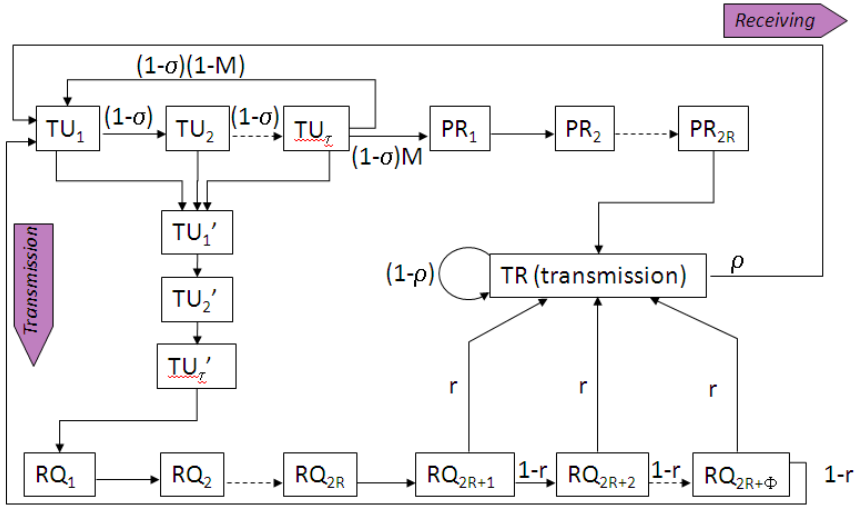 Receiving
(1-σ)(1-M)
TU₁
(1-σ)
TU₂
(1-σ)
TU𝜏
(1-σ)M
PR₁
PR₂
PR₂R
TU₁’
Transmission
TR (transmission)
ρ
(1-ρ)
TU₂’
TU𝜏’
r
r
r
RQ₁
RQ₂
RQ₂R
RQ₂R₊₁
1-r
RQ₂R₊₂
1-r
RQ₂R₊Φ
1-r